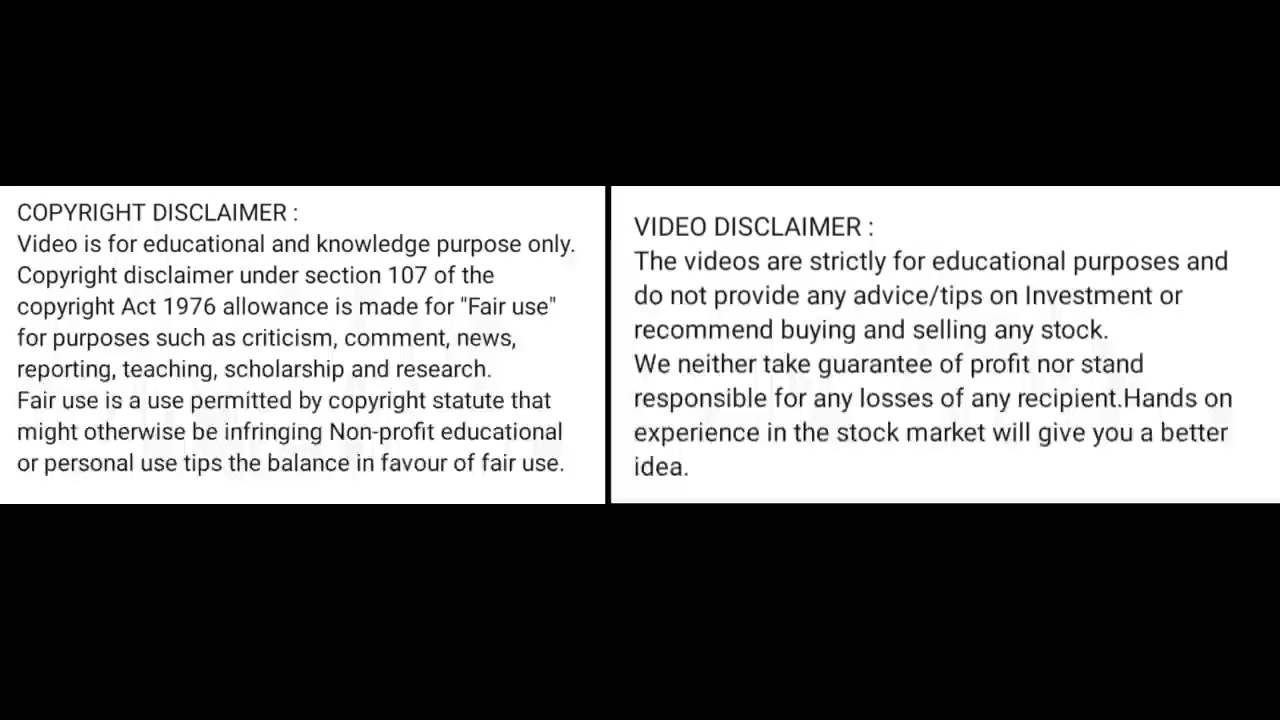 COPYRIGHT DISCLAIMER :
Video is for educational and knowledge purpose only.
Copyright disclaimer under section 107 of the
copyright Act 1976 allowance is made for "Fair use"
for purposes such as criticism, comment, news,
reporting, teaching, scholarship and research.
Fair use is a use permitted by copyright statute that
might otherwise be infringing Non-profit educational
or personal use tips the balance in favour of fair use.
VIDEO DISCLAIMER :
The videos are strictly for educational purposes and
do not provide any advice/tips on Investment or
recommend buying and selling any stock.
We neither take guarantee of profit nor stand
responsible for any losses of any recipient.Hands on
experience in the stock market will give you a better
idea.